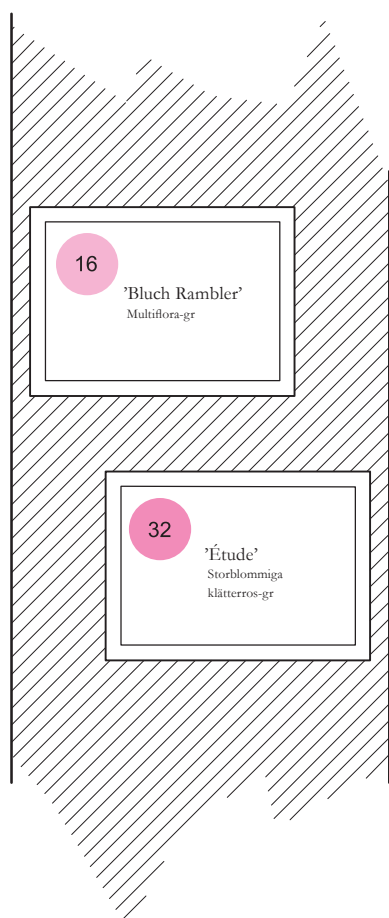 16
’Bluch Rambler’
Multiflora-gr
32
’Étude’
Storblommiga
klätterros-gr